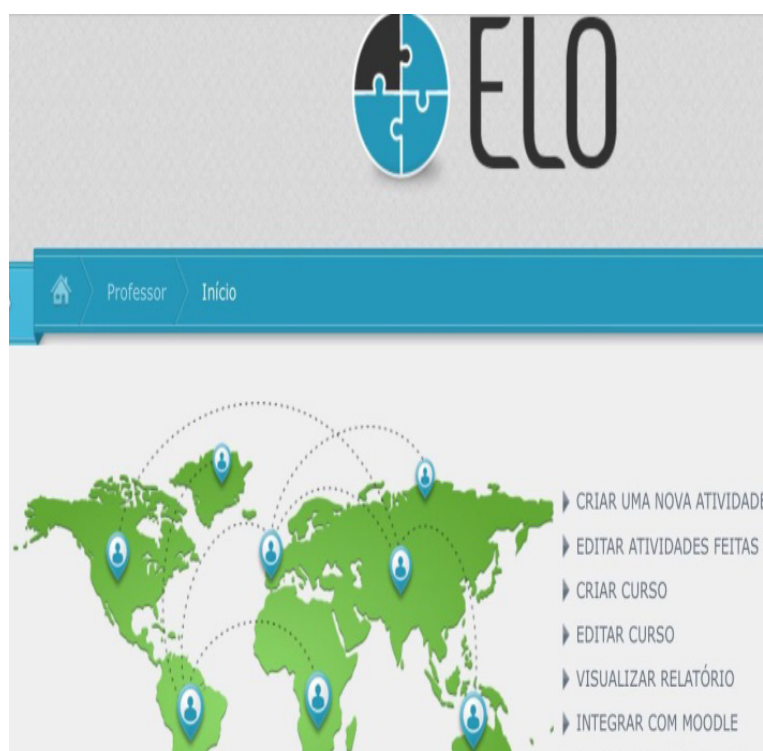 ELO
Professor
Início
CRIAR UMA NOVA ATIVIDADE
EDITAR ATIVIDADES FEITAS
CRIAR CURSO
EDITAR CURSO
VISUALIZAR RELATÓRIO
INTEGRAR COM MOODLE